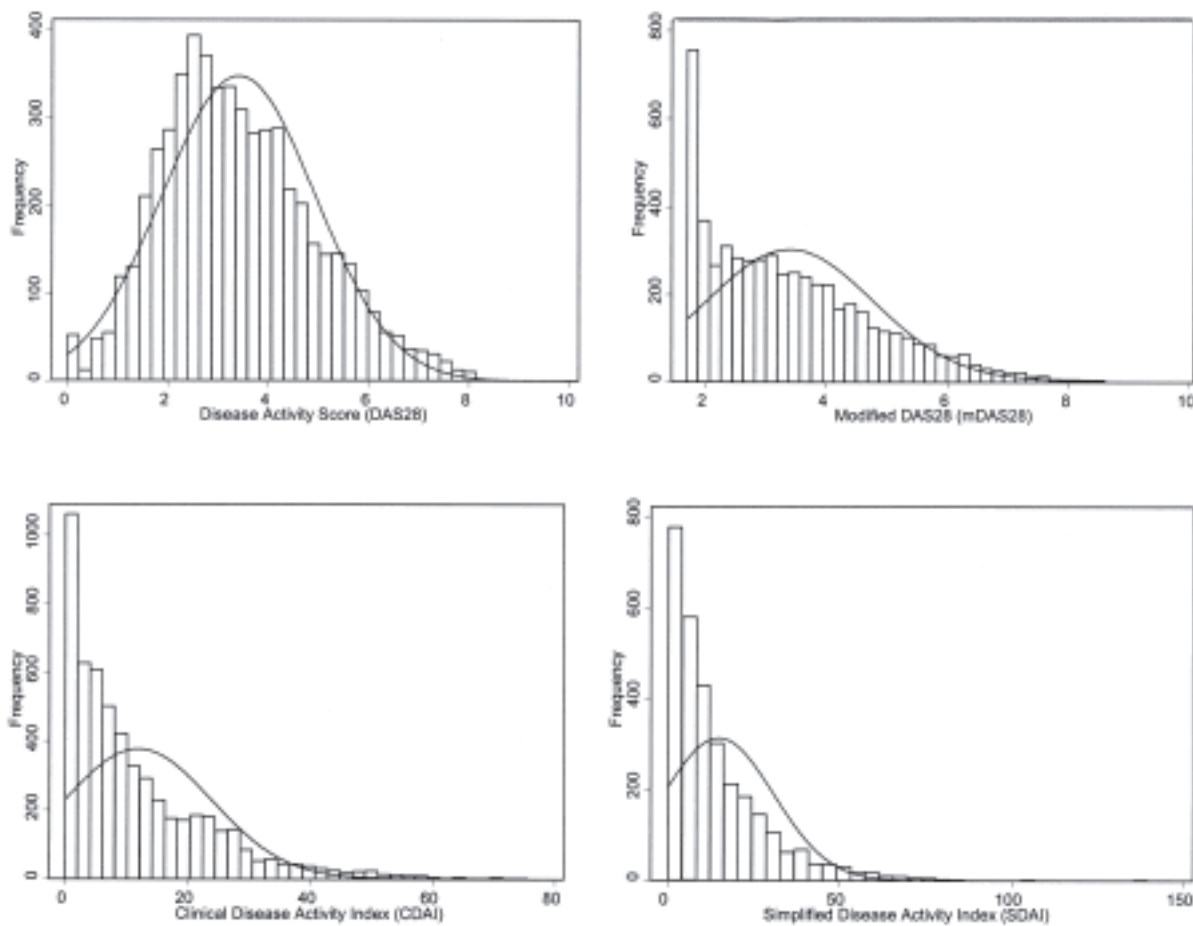 400
300
200
100
0
Frequency
0 2 4 6 8 10
Disease Activity Score (DAS28)
800
600
400
200
0
Frequency
2 4 6 8 10
Modified DAS28 (mDAS28)
1000
800
600
400
200
0
Frequency
0 20 40 60 80
Clinical Disease Activity Index (CDAI)
800
600
400
200
0
Frequency
0 50 100 150
Simplified Disease Activity Index (SDAI)